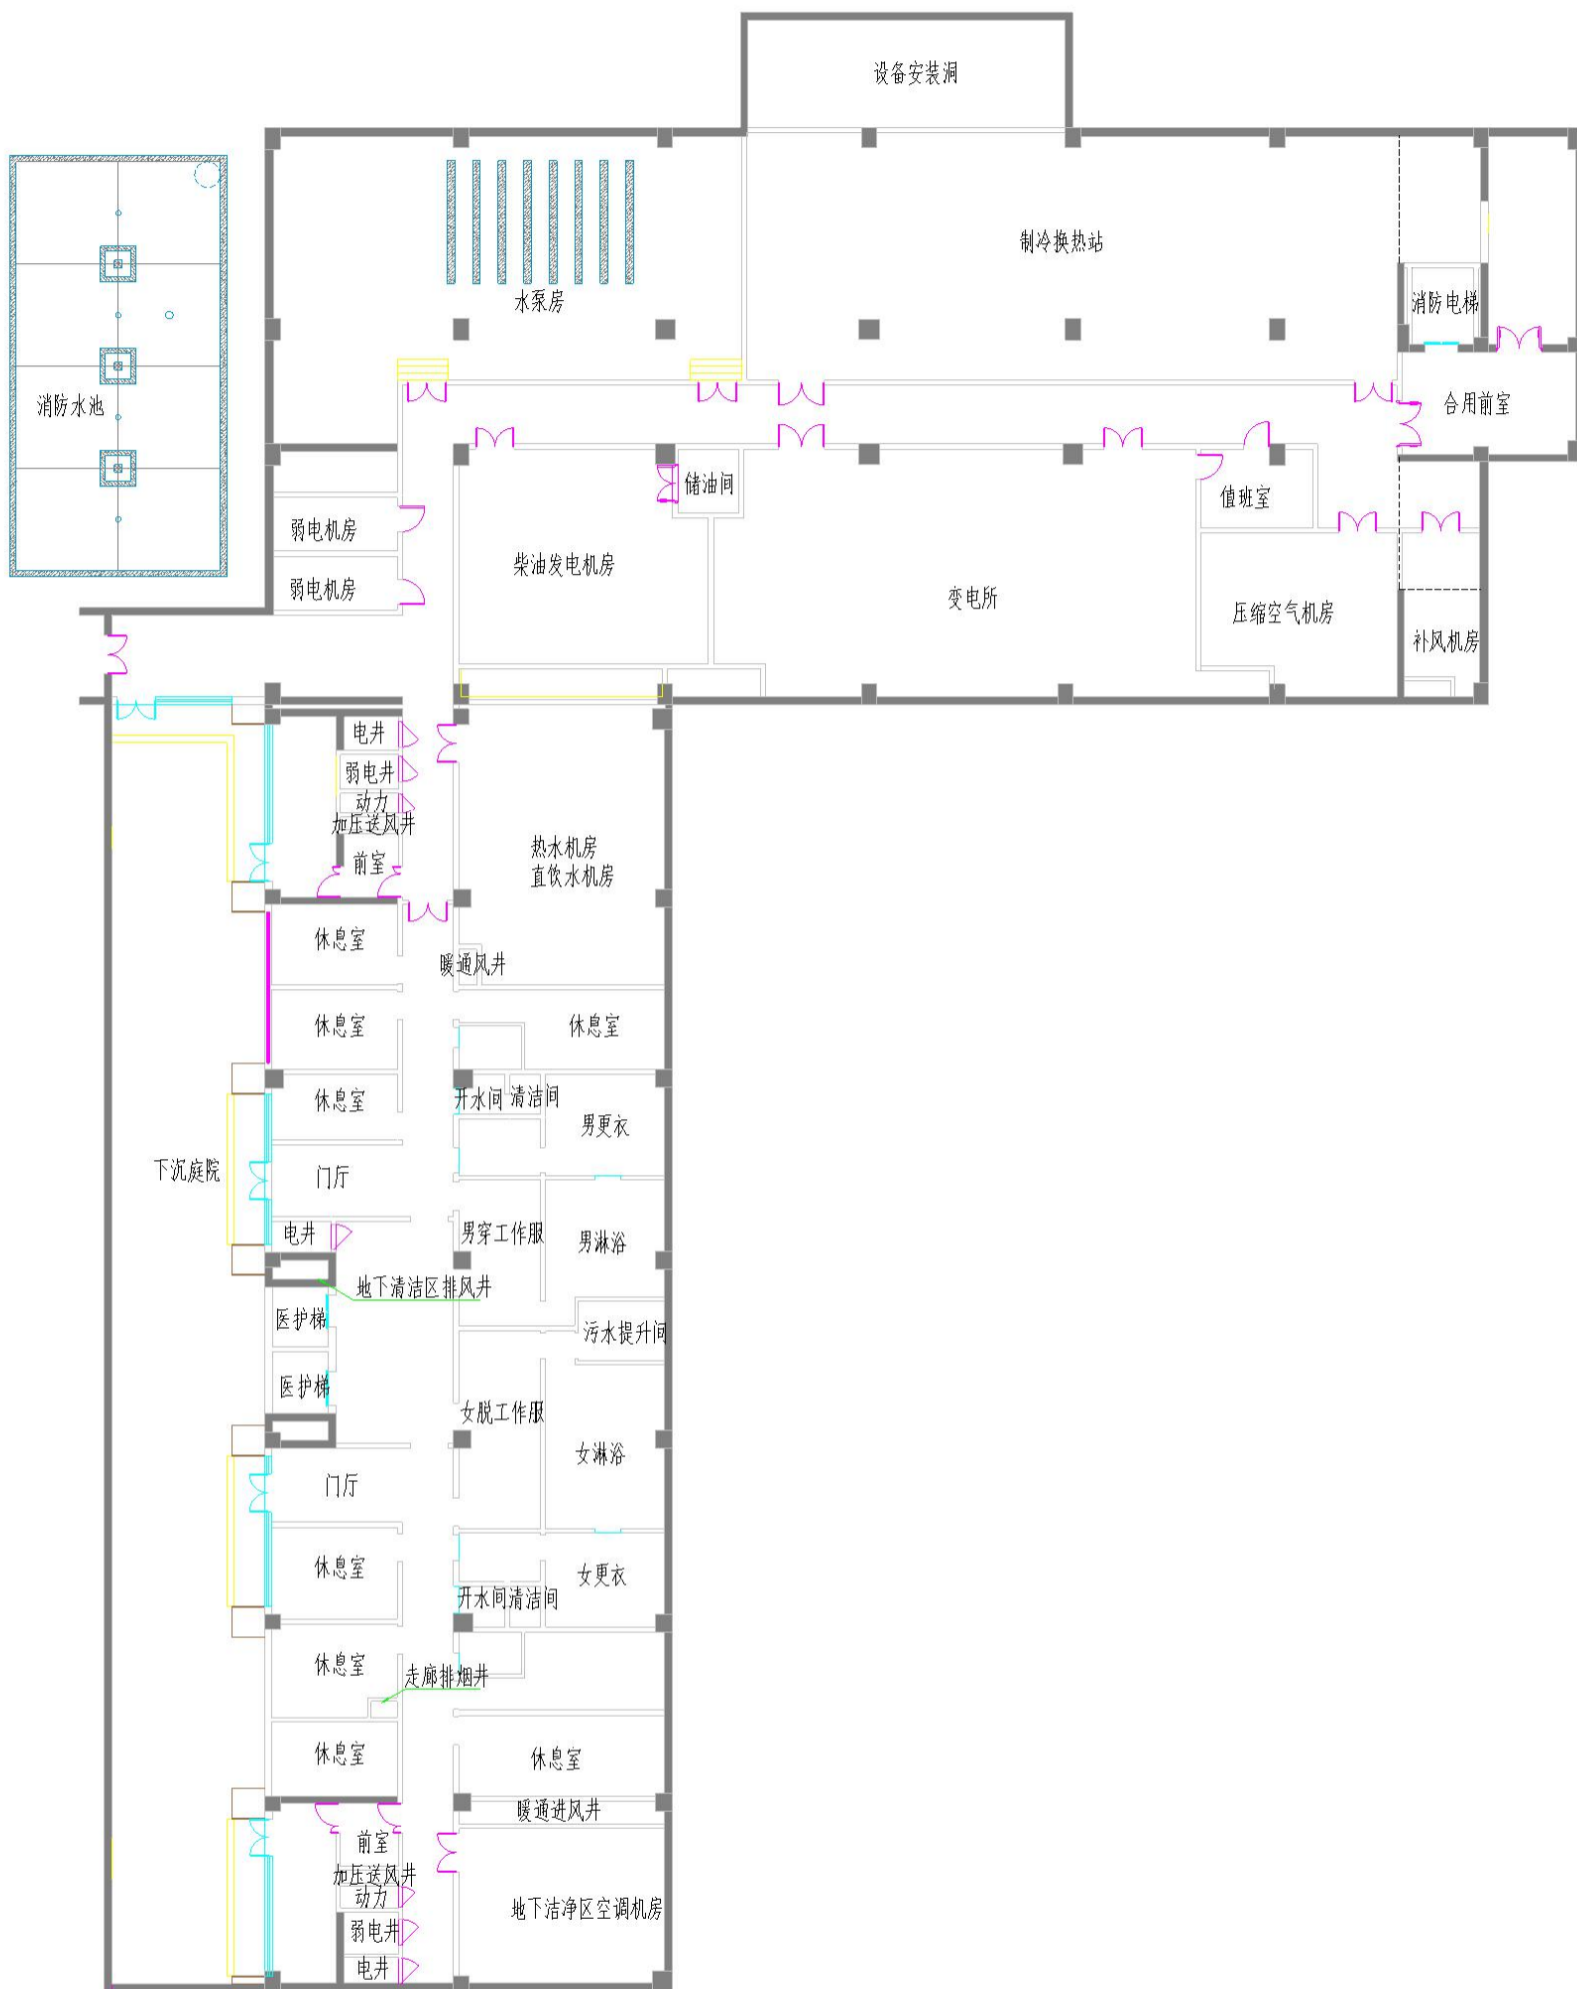 设备安装洞
制冷换热站
水泵房
消防电梯
消防水池
合用前室
储油间
值班室
弱电机房
柴油发电机房
弱电机房
变电所
压缩空气机房
补风机房
电井
弱电井
动力
加压送风井
前室
热水机房
直饮水机房
休息室
暖通风井
休息室
休息室
休息室
开水间
清洁间
男更衣
下沉庭院
门厅
电井
男穿工作服
男淋浴
地下清洁区排风井
医护梯
污水提升间
医护梯
女脱工作服
女淋浴
门厅
休息室
女更衣
开水间
清洁间
休息室
走廊排烟井
休息室
休息室
暖通进风井
前室
加压送风井
动力
地下洁净区空调机房
弱电井
电井